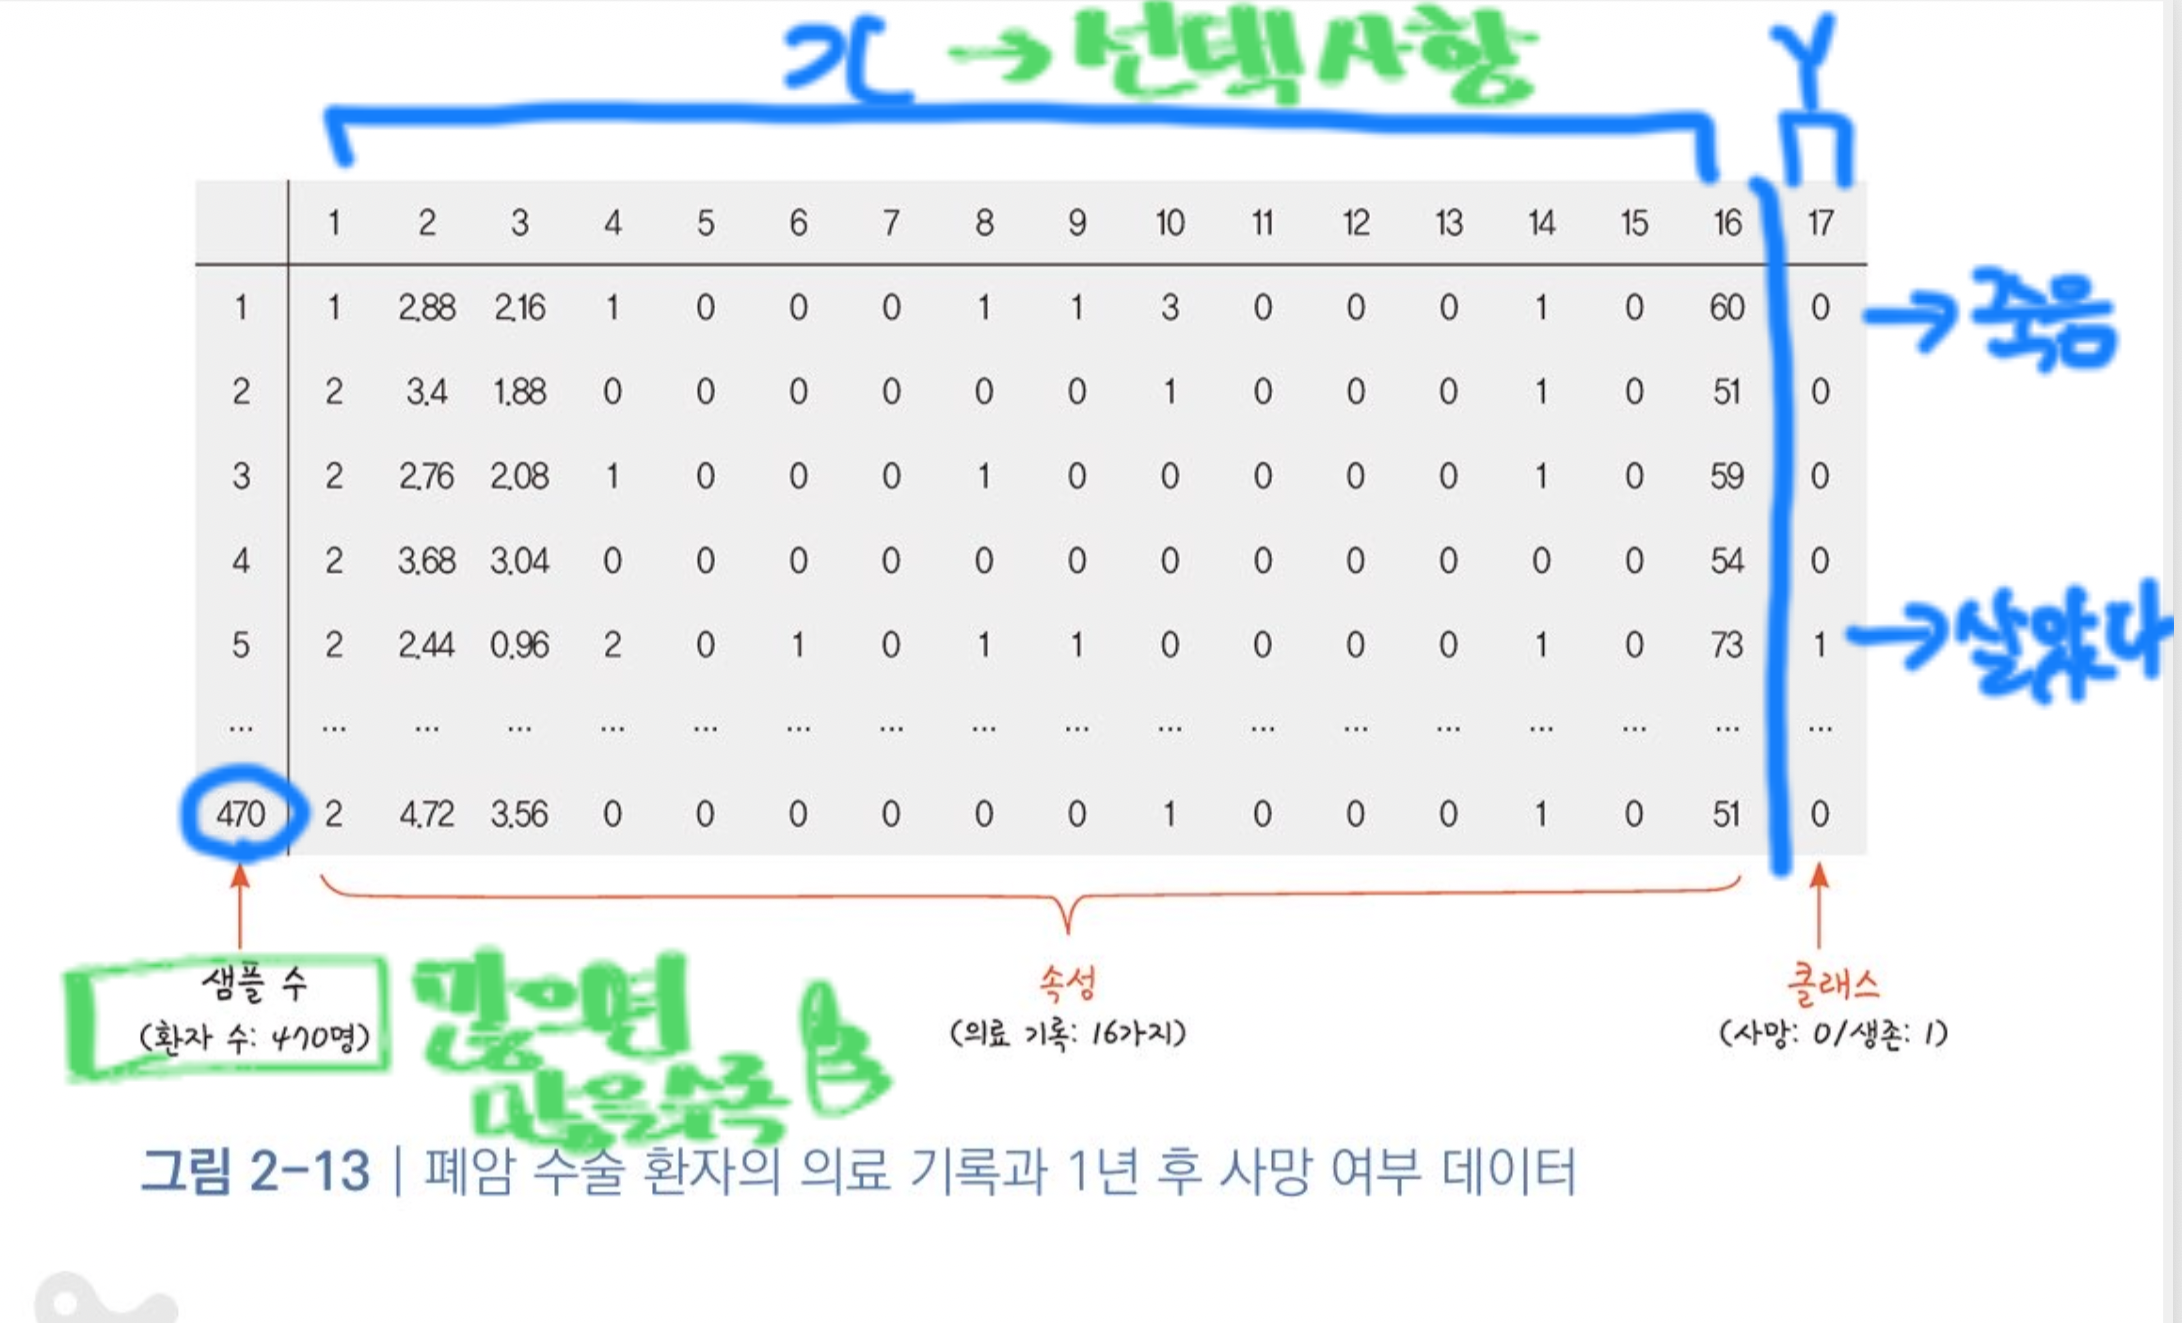 x → 선택사항 Y
1 2 3 4 5 6 7 8 9 10 11 12 13 14 15 16 17
1 1 2.88 2.16 1 0 0 0 1 1 3 0 0 0 1 0 60 0 → 죽음
2 2 3.4 1.88 0 0 0 0 0 0 1 0 0 0 1 0 51 0
3 2 2.76 2.08 1 0 0 0 1 0 0 0 0 0 1 0 59 0
4 2 3.68 3.04 0 0 0 0 0 0 0 0 0 0 0 0 54 0
5 2 2.44 0.96 2 0 1 0 1 1 0 0 0 0 1 0 73 1 → 살았다
... ... ... ... ... ... ... ... ... ... ... ... ... ... ... ... ... ...
470 2 4.72 3.56 0 0 0 0 0 0 1 0 0 0 1 0 51 0
샘플 수 속성 클래스
(환자 수: 470명) (의료 기록: 16가지) (사망: 0/생존: 1)
많으면
많을수록
그림 2-13 | 폐암 수술 환자의 의료 기록과 1년 후 사망 여부 데이터